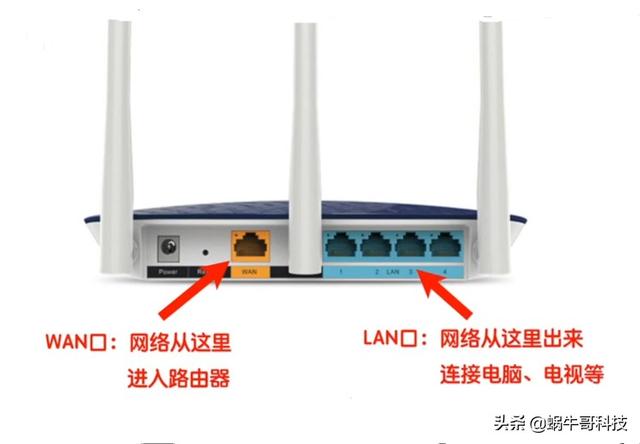 Power
WAN
1 2 LAN 3 4
WAN口：网络从这里
进入路由器
LAN口：网络从这里出来
连接电脑、电视等
头条 @蜗牛哥科技